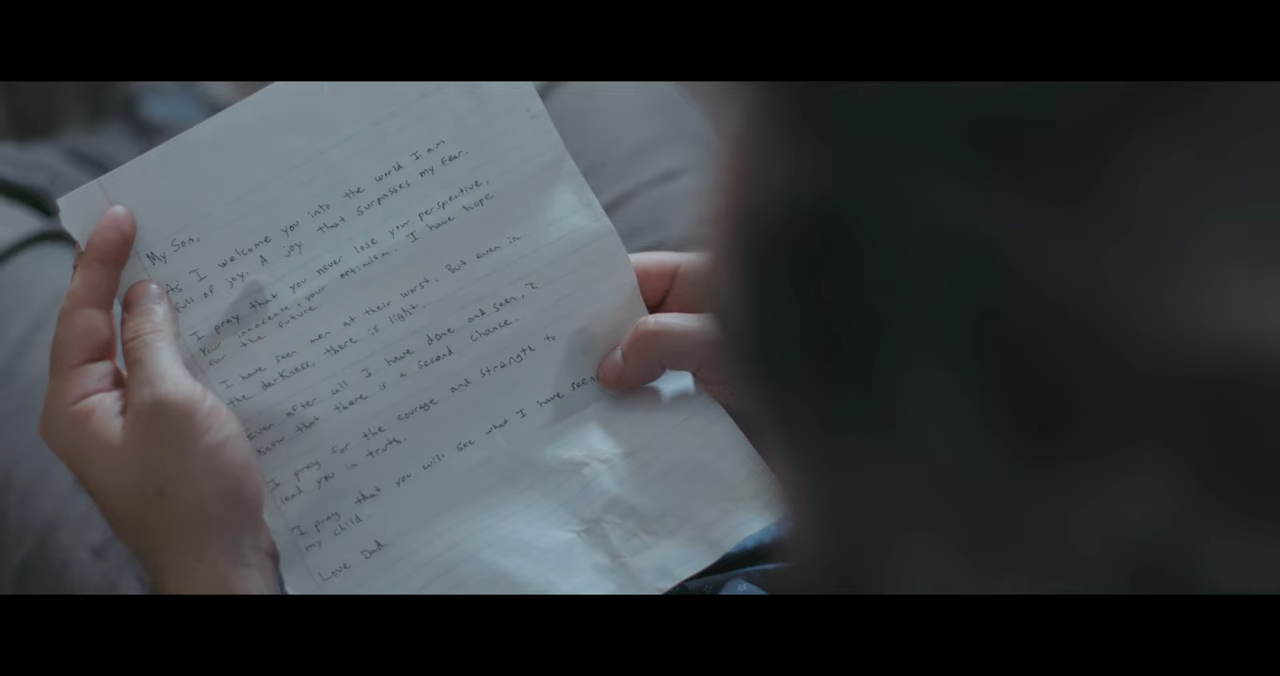 My Son,
As I welcome you into the world I am
full of joy. A joy that surpasses my fear.
I pray that you never lose your perspective,
your innocence, your optimism. I have hope
for the future.
I have seen men at their worst. But even in
the darkness, there is light.
Even after all I have done and seen, I
know that there is a second chance.
I pray for the courage and strength to
lead you in truth.
I pray that you will see what I have seen
my child.
Love Dad